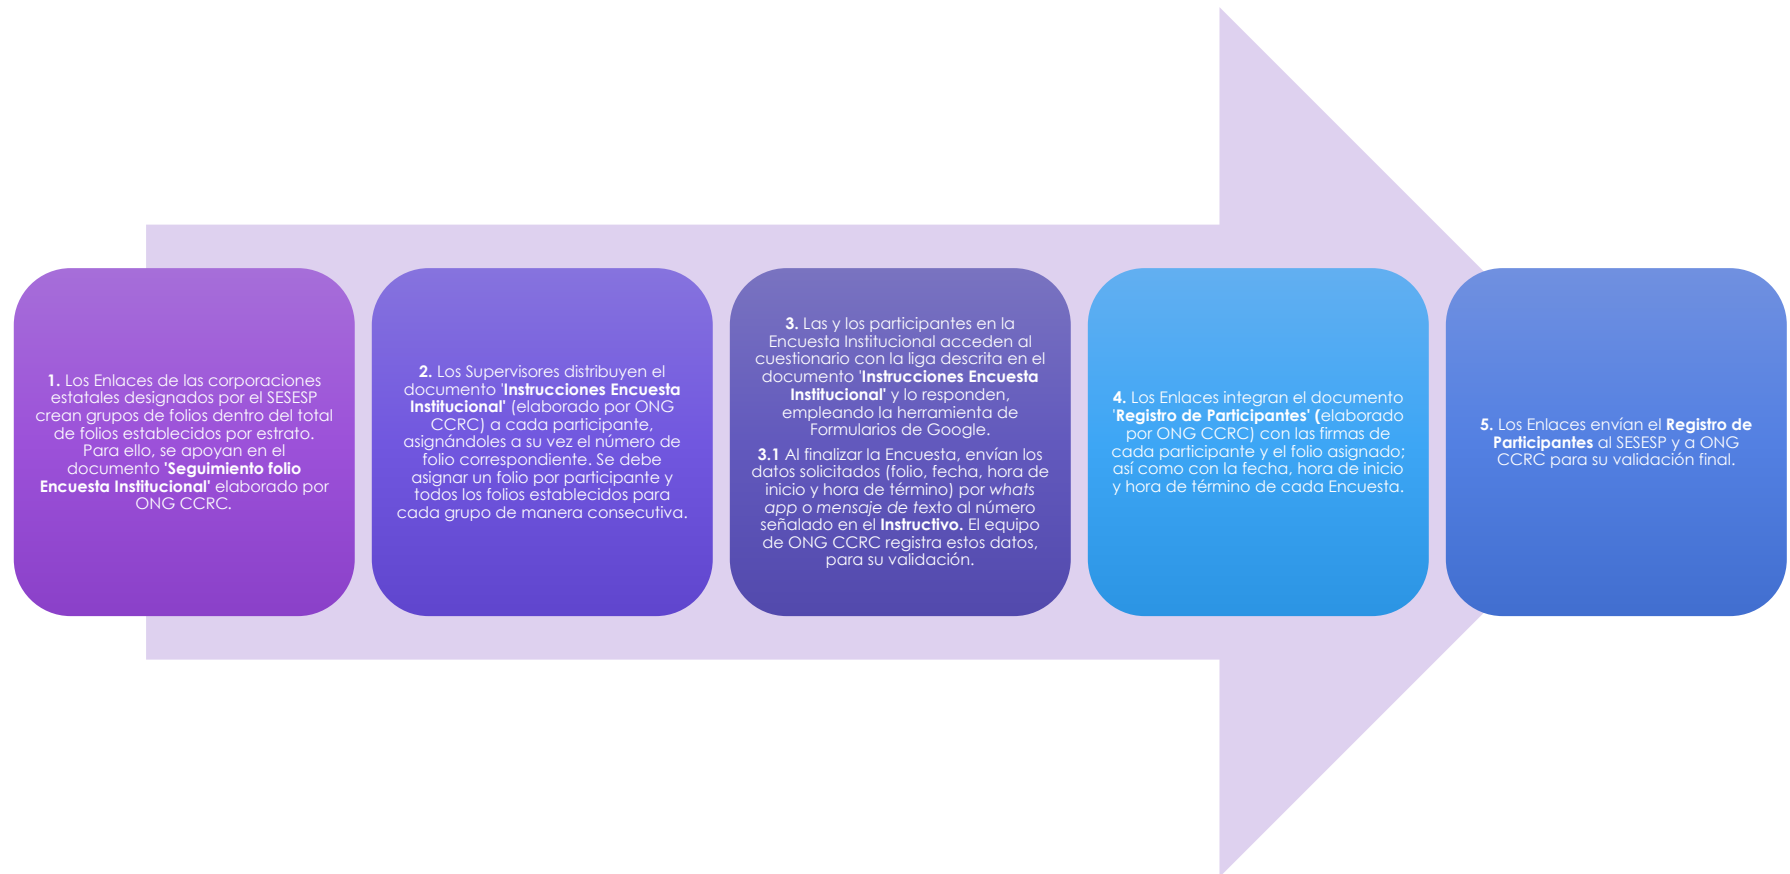 1. Los Enlaces de las corporaciones
estatales designados por el SESESP
crean grupos de folios dentro del total
de folios establecidos por estrato.
Para ello, se apoyan en el
documento 'Seguimiento folio
Encuesta Institucional' elaborado por
ONG CCRC.
2. Los Supervisores distribuyen el
documento 'Instrucciones Encuesta
Institucional' (elaborado por ONG
CCRC) a cada participante,
asignándoles a su vez el número de
folio correspondiente. Se debe
asignar un folio por participante y
todos los folios establecidos para
cada grupo de manera consecutiva.
3. Las y los participantes en la
Encuesta Institucional acceden al
cuestionario con la liga descrita en el
documento 'Instrucciones Encuesta
Institucional' y lo responden,
empleando la herramienta de
Formularios de Google.
3.1 Al finalizar la Encuesta, envían los
datos solicitados (folio, fecha, hora de
inicio y hora de término) por whats
app o mensaje de texto al número
señalado en el Instructivo. El equipo
de ONG CCRC registra estos datos,
para su validación.
4. Los Enlaces integran el documento
'Registro de Participantes' (elaborado
por ONG CCRC) con las firmas de
cada participante y el folio asignado;
así como con la fecha, hora de inicio
y hora de término de cada Encuesta.
5. Los Enlaces envían el Registro de
Participantes al SESESP y a ONG
CCRC para su validación final.